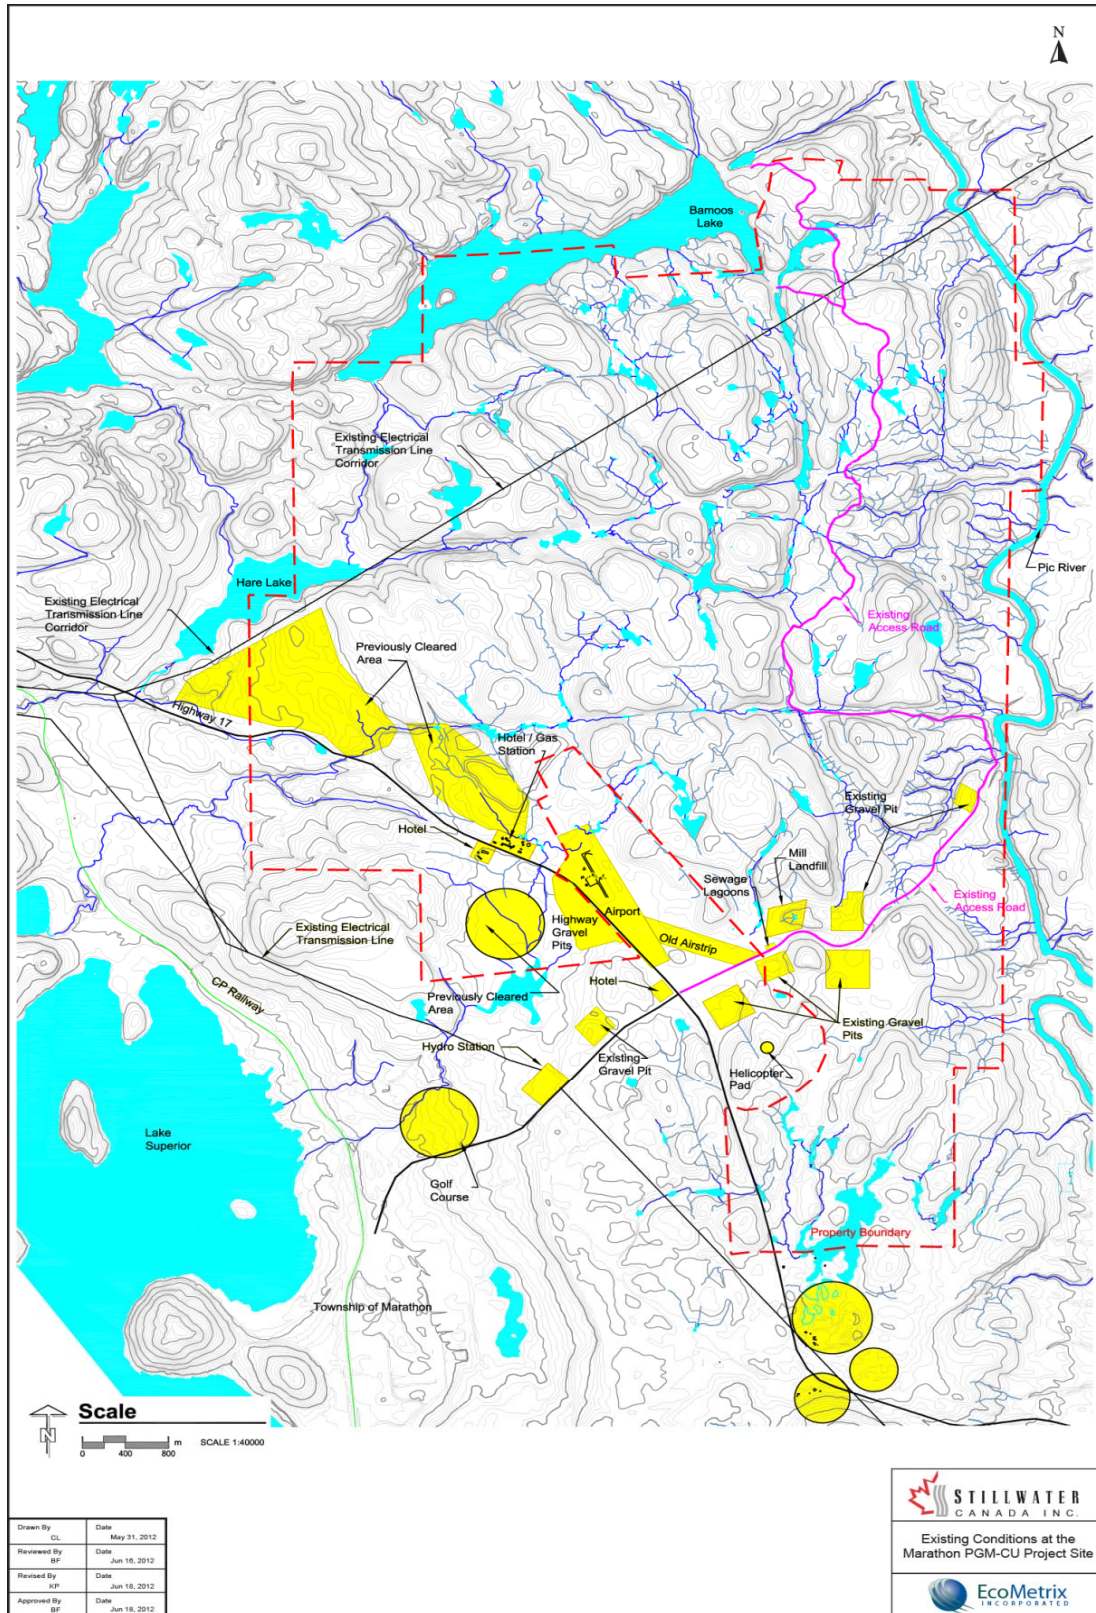 N
Bamoos
Lake
Existing Electrical
Transmission Line
Corridor
Pic River
Hare Lake
Existing Electrical
Transmission Line
Corridor
Existing
Access Road
Previously Cleared
Area
Highway 17
Hotel / Gas
Station
Existing
Gravel Pit
Hotel
Mill
Landfill
Sewage
Lagoons
Existing
Access Road
Airport
Highway
Gravel
Pits
Old Airstrip
Existing Electrical
Transmission Line
CP Railway
Hotel
Previously Cleared
Area
Existing Gravel
Pits
Hydro Station
Existing
Gravel Pit
Helicopter
Pad
Lake
Superior
Golf
Course
Property Boundary
Township of Marathon
Scale
N
0 400 800 m SCALE 1:40000
STILLWATER
CANADA INC.
Existing Conditions at the
Marathon PGM-CU Project Site
EcoMetrix
INCORPORATED
Drawn By CL Date May 31, 2012
Reviewed By BF Date Jun 16, 2012
Revised By KP Date Jun 18, 2012
Approved By BF Date Jun 18, 2012